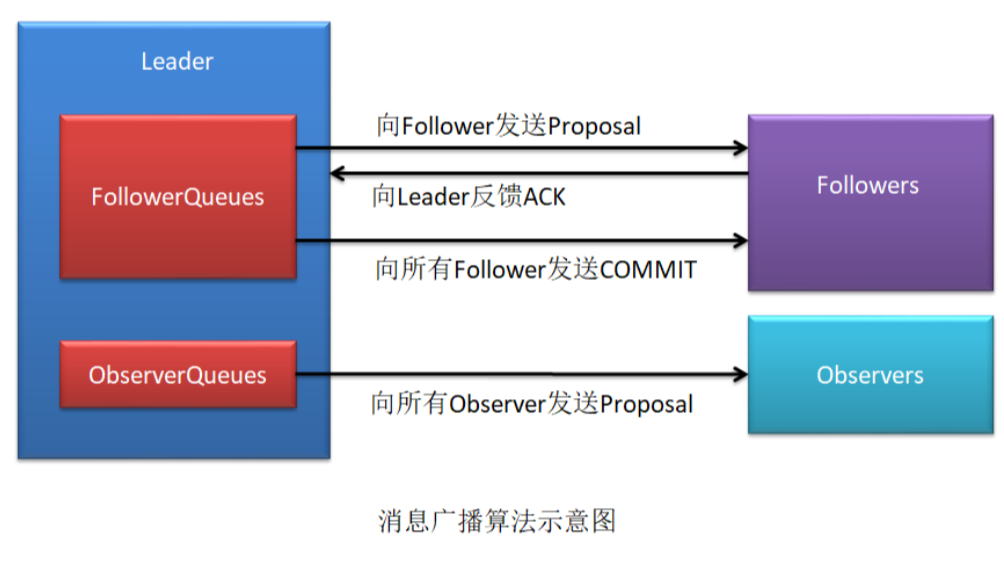 Leader
FollowerQueues
向Follower发送Proposal
向Leader反馈ACK
向所有Follower发送COMMIT
Followers
ObserverQueues
向所有Observer发送Proposal
Observers
消息广播算法示意图